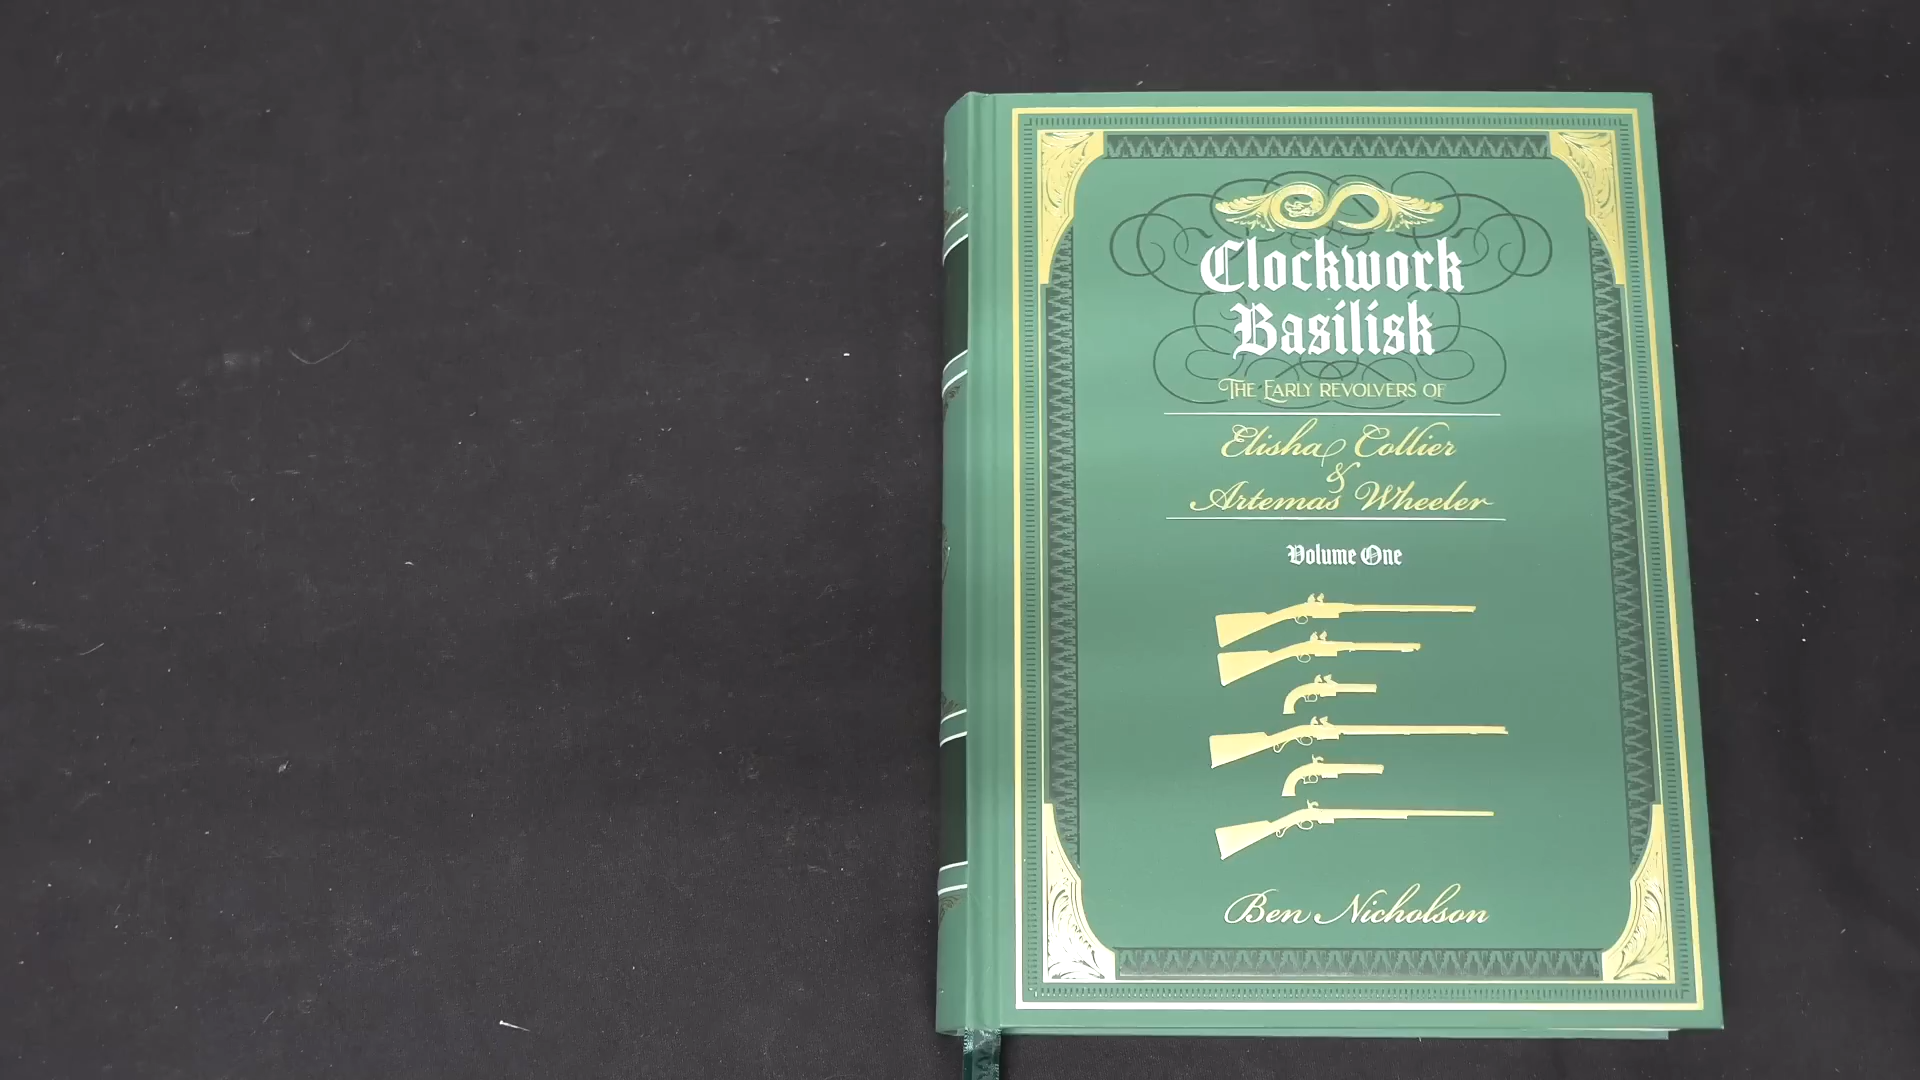 Clockwork
Basilisk
The Early Revolvers of
Elisha Collier
&
Artemas Wheeler
Volume One
Ben Nicholson